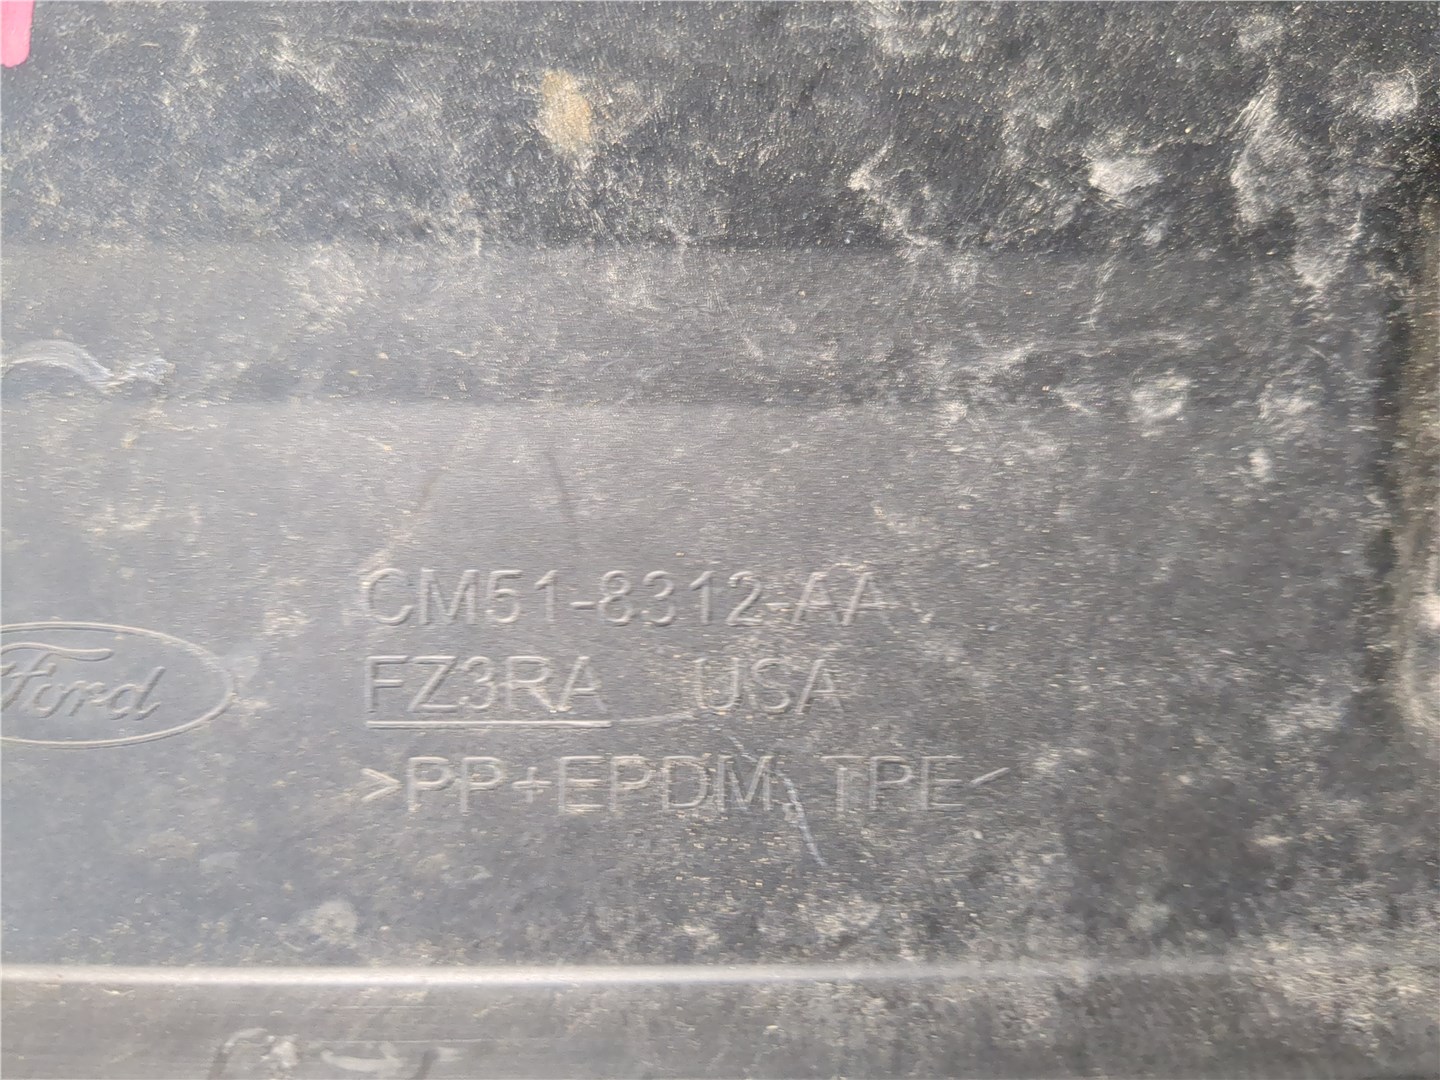 CM51-8312-AA
Ford
FZ3RA USA
>PP+EPDM TPE<